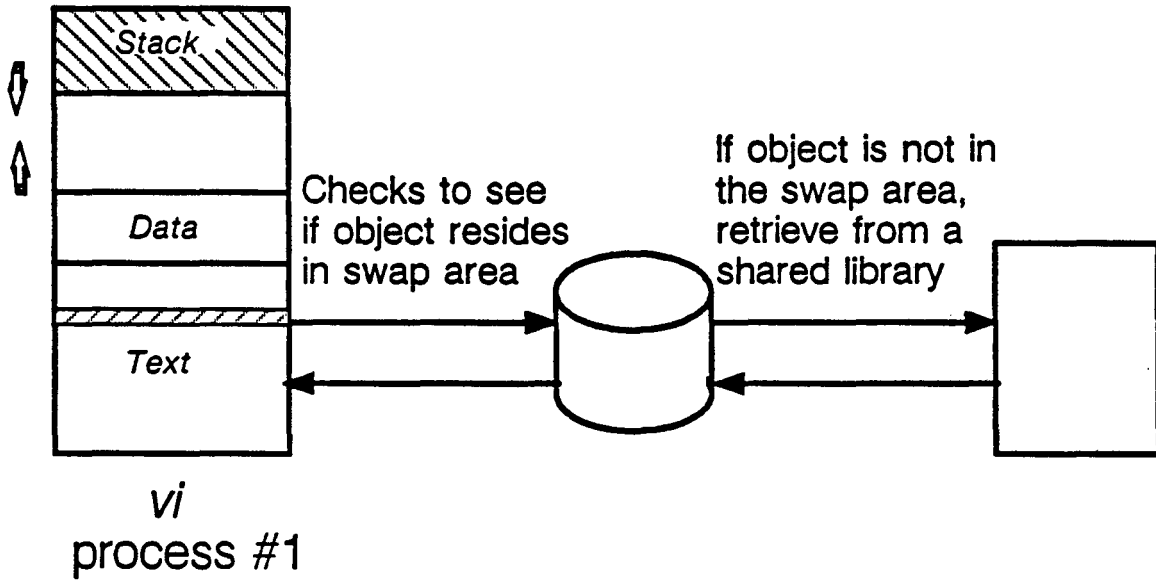 Stack
Data
Text
vi
process #1
Checks to see
if object resides
in swap area
If object is not in
the swap area,
retrieve from a
shared library